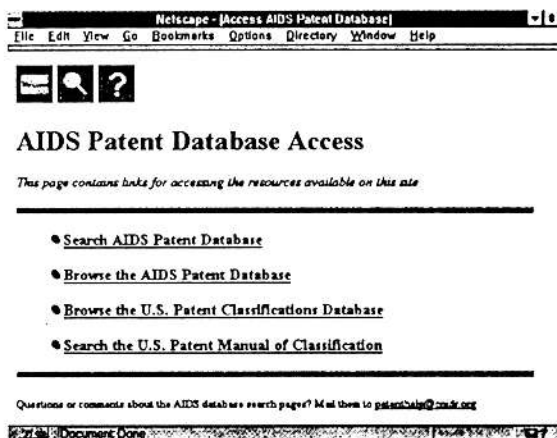 Netscape - [Access AIDS Patent Database]
File Edit View Go Bookmarks Options Directory Window Help
?
AIDS Patent Database Access
This page contains links for accessing the resources available on this site
Search AIDS Patent Database
Browse the AIDS Patent Database
Browse the U.S. Patent Classifications Database
Search the U.S. Patent Manual of Classification
Questions or comments about the AIDS database search pages? Mail them to
Document Done